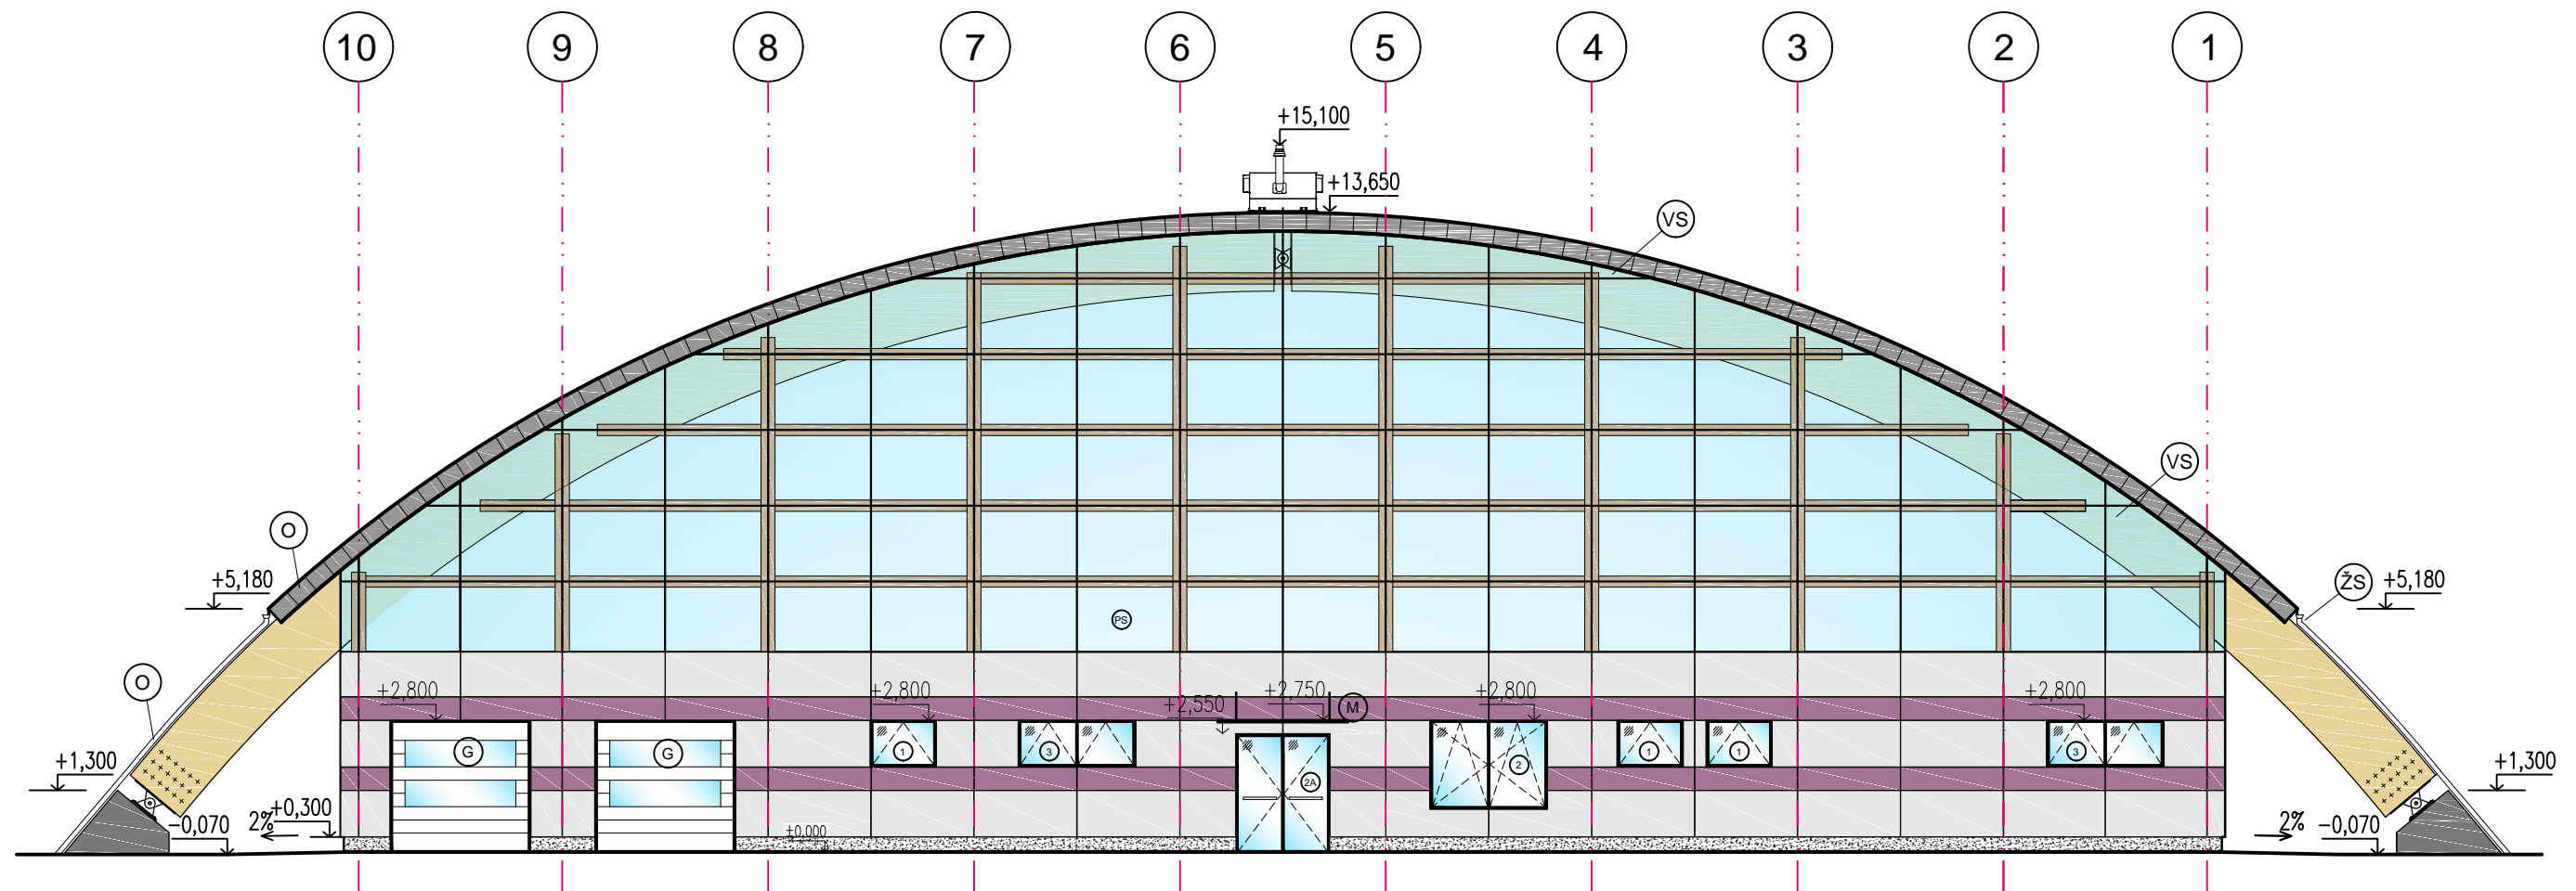 10 9 8 7 6 5 4 3 2 1
+15,100
+13,650
VS
VS
O
+5,180
ŽS +5,180
PS
O
+2,800 +2,800 +2,550 +2,750 M +2,800 +2,800
G G 1 3 2A 2 1 1 3
+1,300 +1,300
2% +0,300 -0,070 ±0,000 2% -0,070